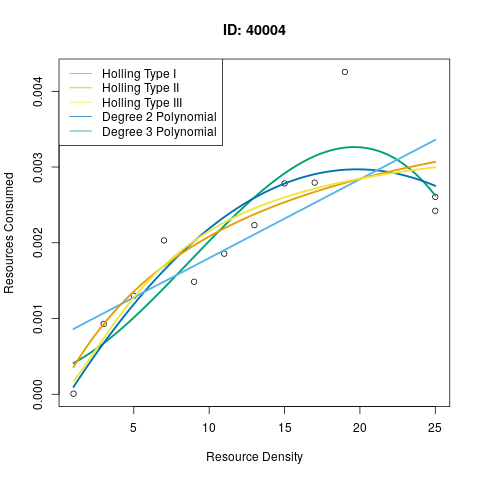 ID: 40004
Holling Type I
Holling Type II
Holling Type III
Degree 2 Polynomial
Degree 3 Polynomial
0.004
0.003
0.002
0.001
0.000
Resources Consumed
5 10 15 20 25
Resource Density